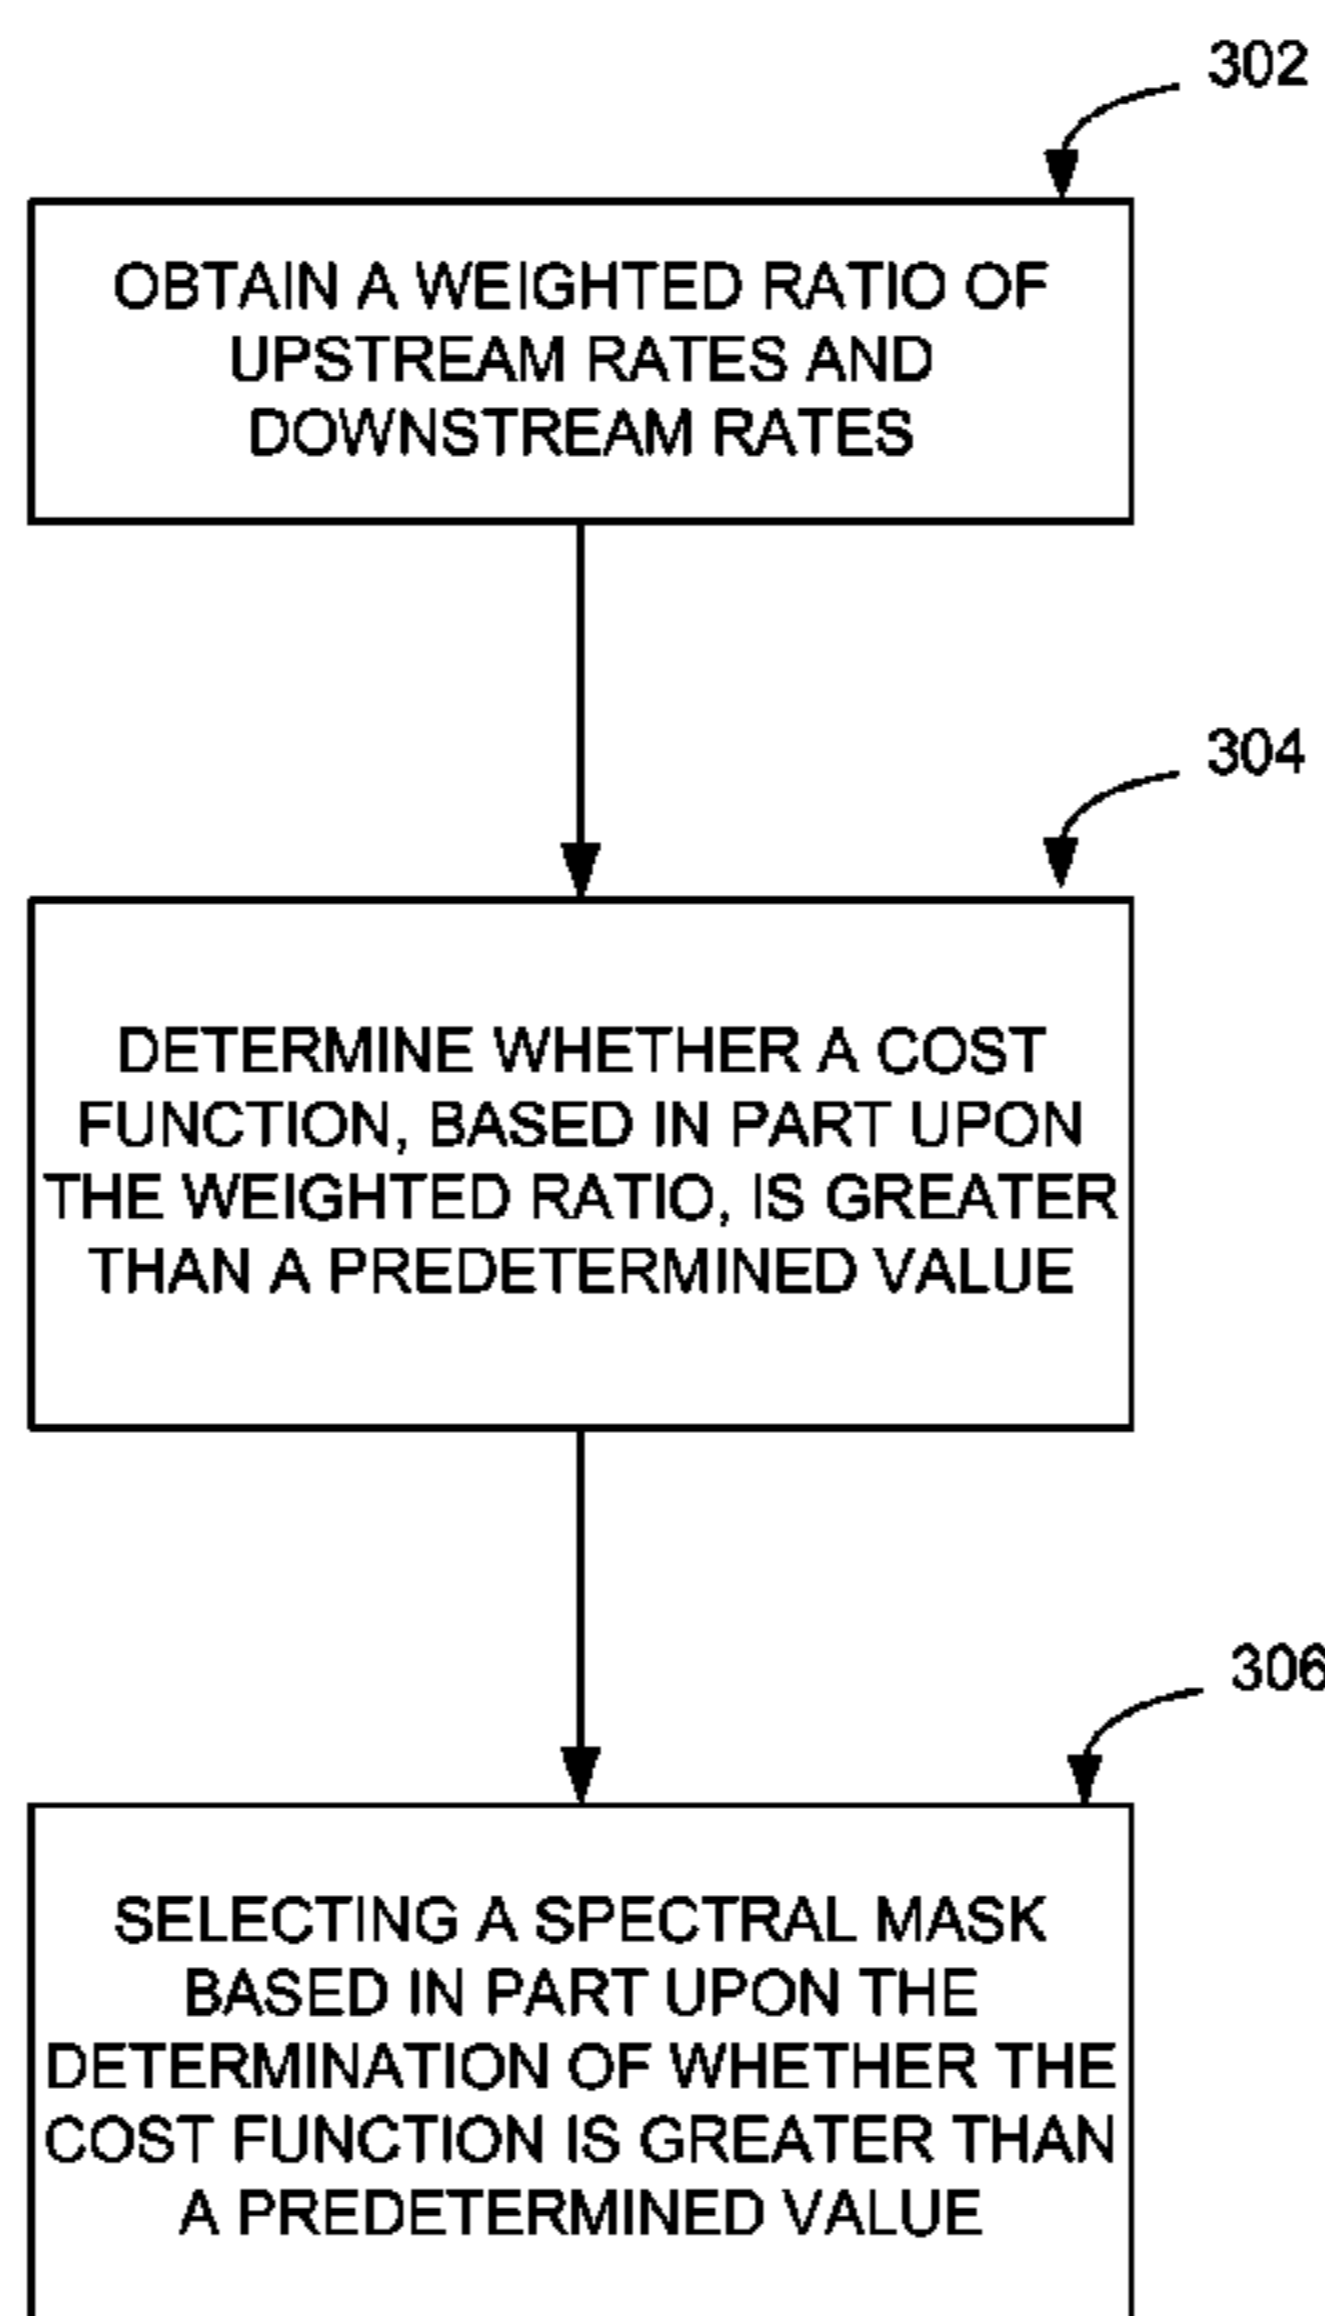 302
OBTAIN A WEIGHTED RATIO OF
UPSTREAM RATES AND
DOWNSTREAM RATES
304
DETERMINE WHETHER A COST
FUNCTION, BASED IN PART UPON
THE WEIGHTED RATIO, IS GREATER
THAN A PREDETERMINED VALUE
306
SELECTING A SPECTRAL MASK
BASED IN PART UPON THE
DETERMINATION OF WHETHER THE
COST FUNCTION IS GREATER THAN
A PREDETERMINED VALUE